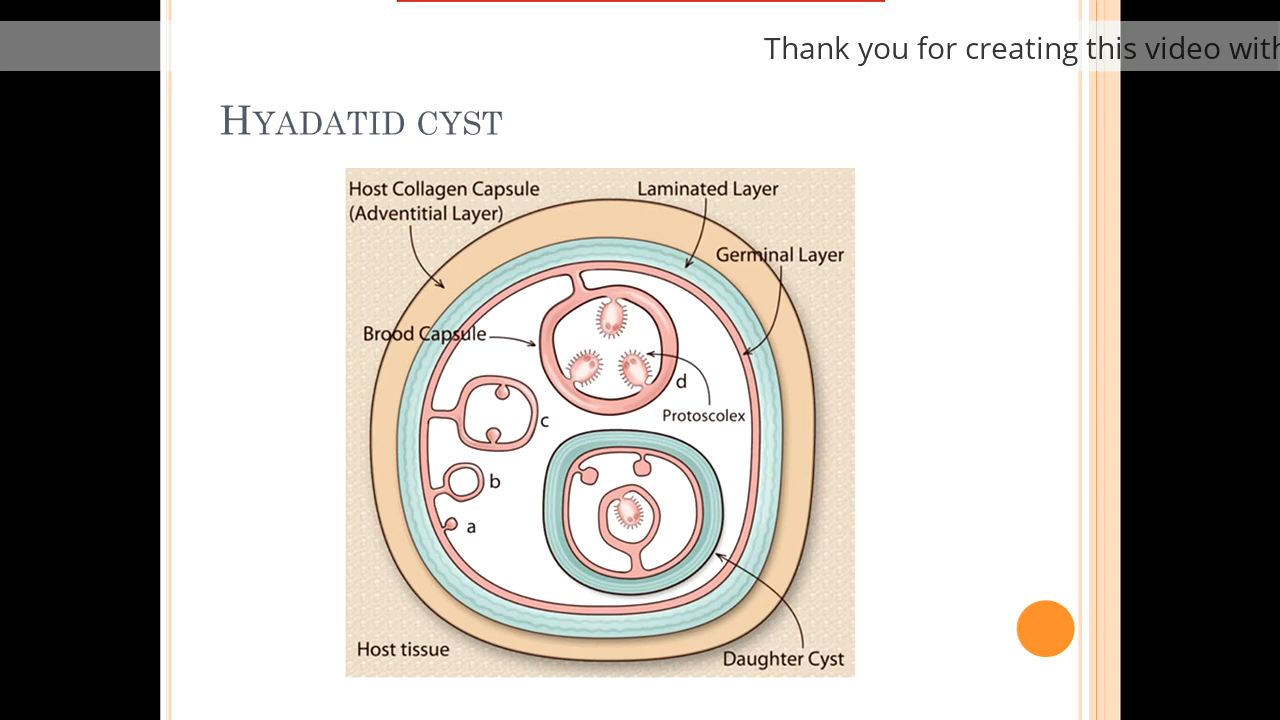 Thank you for creating this video with
HYADATID CYST
Host Collagen Capsule
(Adventitial Layer)
Laminated Layer
Germinal Layer
Brood Capsule
d
Protoscolex
c
b
a
Host tissue
Daughter Cyst